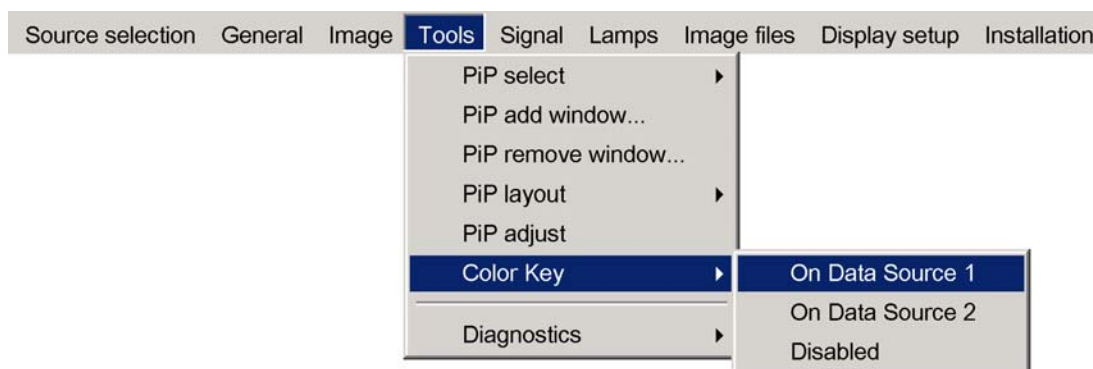 Source selection General Image Tools Signal Lamps Image files Display setup Installation
PiP select
PiP add window...
PiP remove window...
PiP layout
PiP adjust
Color Key
On Data Source 1
On Data Source 2
Diagnostics
Disabled